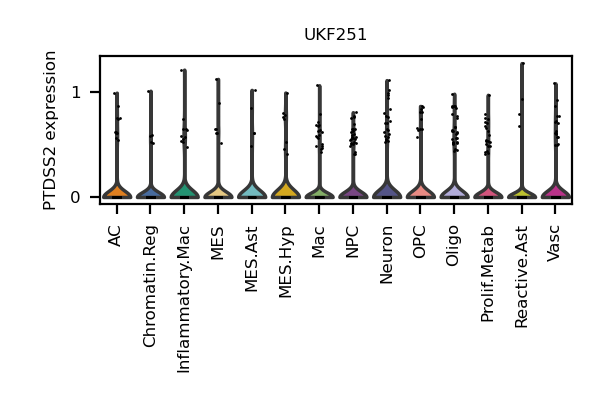 UKF251
PTDSS2 expression
1
0
AC
Chromatin.Reg
Inflammatory.Mac
MES
MES.Ast
MES.Hyp
Mac
NPC
Neuron
OPC
Oligo
Prolif.Metab
Reactive.Ast
Vasc